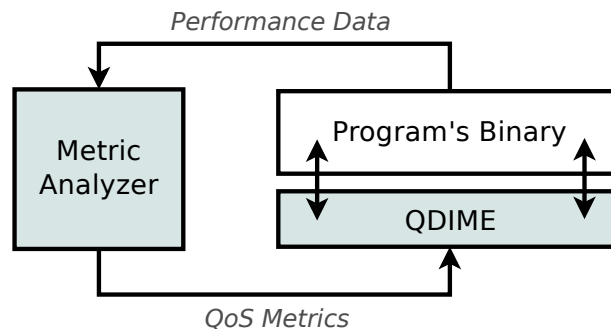 Performance Data
Metric
Analyzer
Program's Binary
QDIME
QoS Metrics